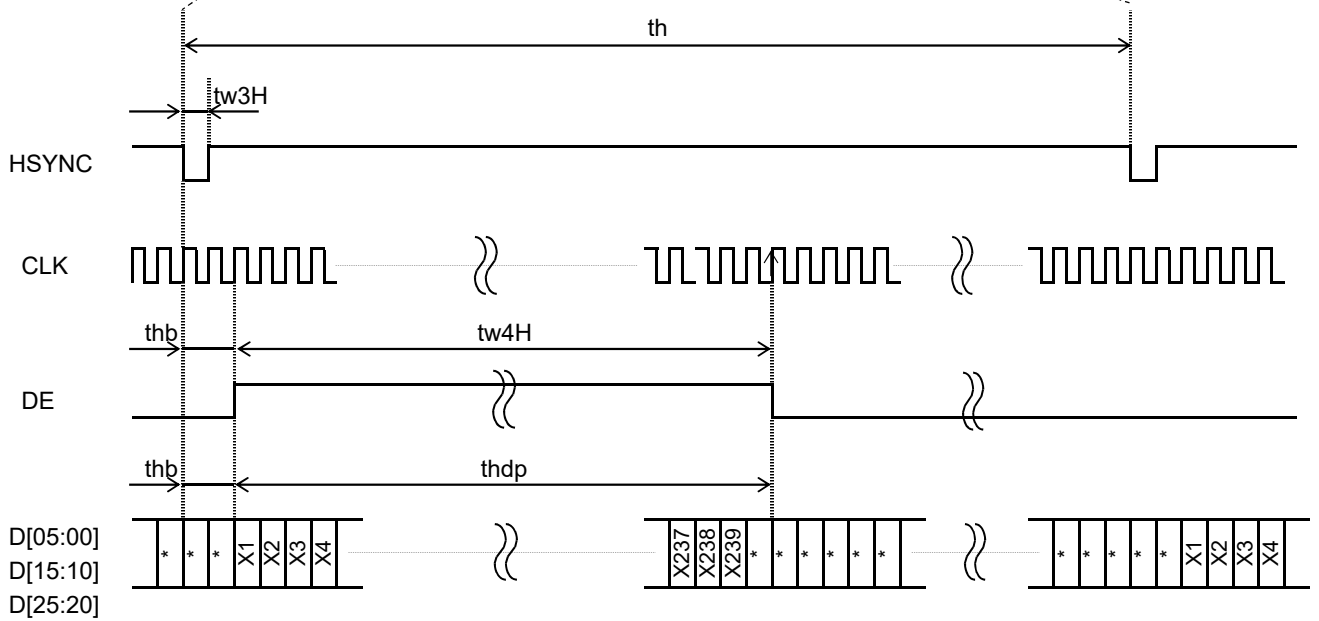 th
tw3H
HSYNC
CLK
thb
tw4H
DE
thb
thdp
D[05:00]
D[15:10]
D[25:20]
* * * X1 X2 X3 X4 X237 X238 X239 * * * * * * * * * * * X1 X2 X3 X4